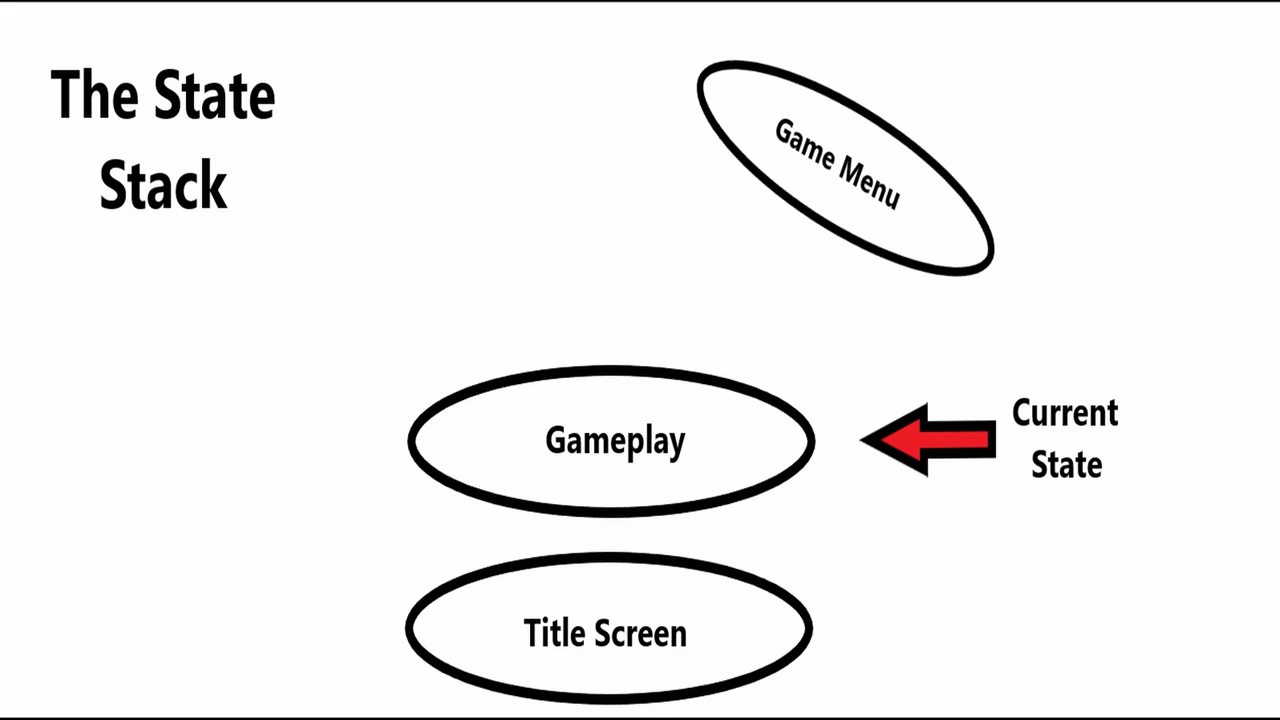 The State
Stack
Game Menu
Gameplay
Current
State
Title Screen